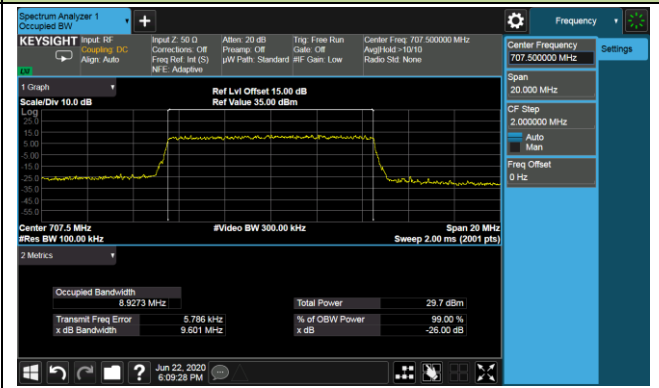 Spectrum Analyzer 1
Occupied BW
Frequency
KEYSIGHT
Input: RF
Coupling: DC
Align: Auto
Input Z: 50 Ω
Corrections: Off
Freq Ref: Int (S)
NFE: Adaptive
Atten: 20 dB
Preamp: Off
µW Path: Standard
Trig: Free Run
Gate: Off
#IF Gain: Low
Center Freq: 707.500000 MHz
Avg|Hold:>10/10
Radio Std: None
LV
Center Frequency
707.500000 MHz
Settings
Span
20.000 MHz
CF Step
2.000000 MHz
Auto
Man
Freq Offset
0 Hz
1 Graph
Scale/Div 10.0 dB
Ref Lvl Offset 15.00 dB
Ref Value 35.00 dBm
Log
25.0
15.0
5.00
-5.00
-15.0
-25.0
-35.0
-45.0
-55.0
Center 707.5 MHz
#Video BW 300.00 kHz
Span 20 MHz
#Res BW 100.00 kHz
Sweep 2.00 ms (2001 pts)
2 Metrics
Occupied Bandwidth
8.9273 MHz
Total Power 29.7 dBm
Transmit Freq Error 5.786 kHz
% of OBW Power 99.00 %
x dB Bandwidth 9.601 MHz
x dB -26.00 dB
Jun 22, 2020
6:09:28 PM